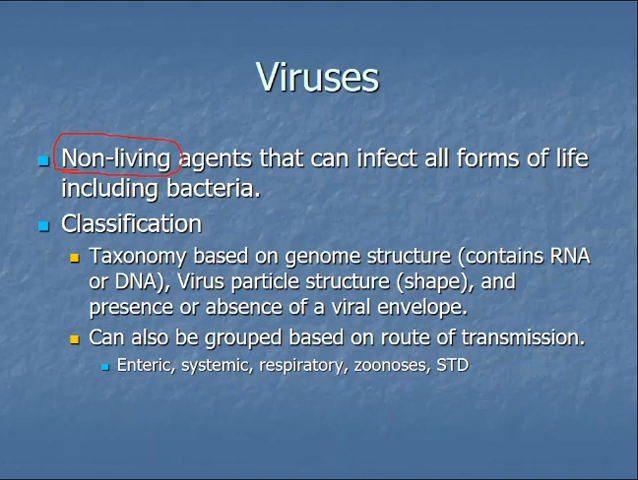 Viruses
Non-living agents that can infect all forms of life
including bacteria.
Classification
Taxonomy based on genome structure (contains RNA
or DNA), Virus particle structure (shape), and
presence or absence of a viral envelope.
Can also be grouped based on route of transmission.
Enteric, systemic, respiratory, zoonoses, STD